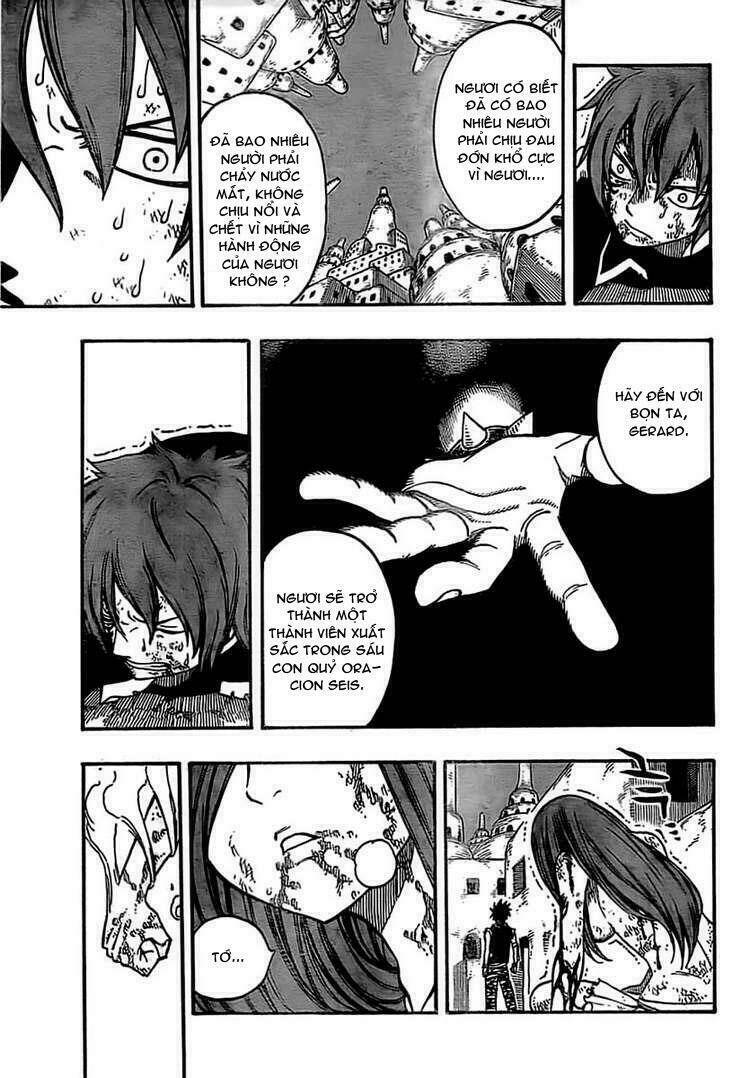 NGƯƠI CÓ BIẾT
ĐÃ CÓ BAO
NHIÊU NGƯỜI
PHẢI CHỊU ĐAU
ĐỚN KHỔ CỰC
VÌ NGƯƠI....
ĐÃ BAO NHIÊU
NGƯỜI PHẢI
CHẢY NƯỚC
MẮT, KHÔNG
CHỊU NỔI VÀ
CHẾT VÌ NHỮNG
HÀNH ĐỘNG
CỦA NGƯƠI
KHÔNG ?
HÃY ĐẾN VỚI
BỌN TA,
GERARD.
NGƯƠI SẼ TRỞ
THÀNH MỘT
THÀNH VIÊN XUẤT
SẮC TRONG SÁU
CON QUỶ ORA-
CION SEIS.
TỚ...